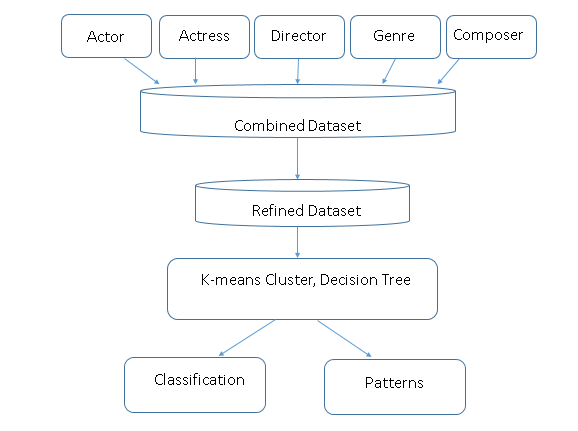 Actor
Actress
Director
Genre
Composer
Combined Dataset
Refined Dataset
K-means Cluster, Decision Tree
Classification
Patterns